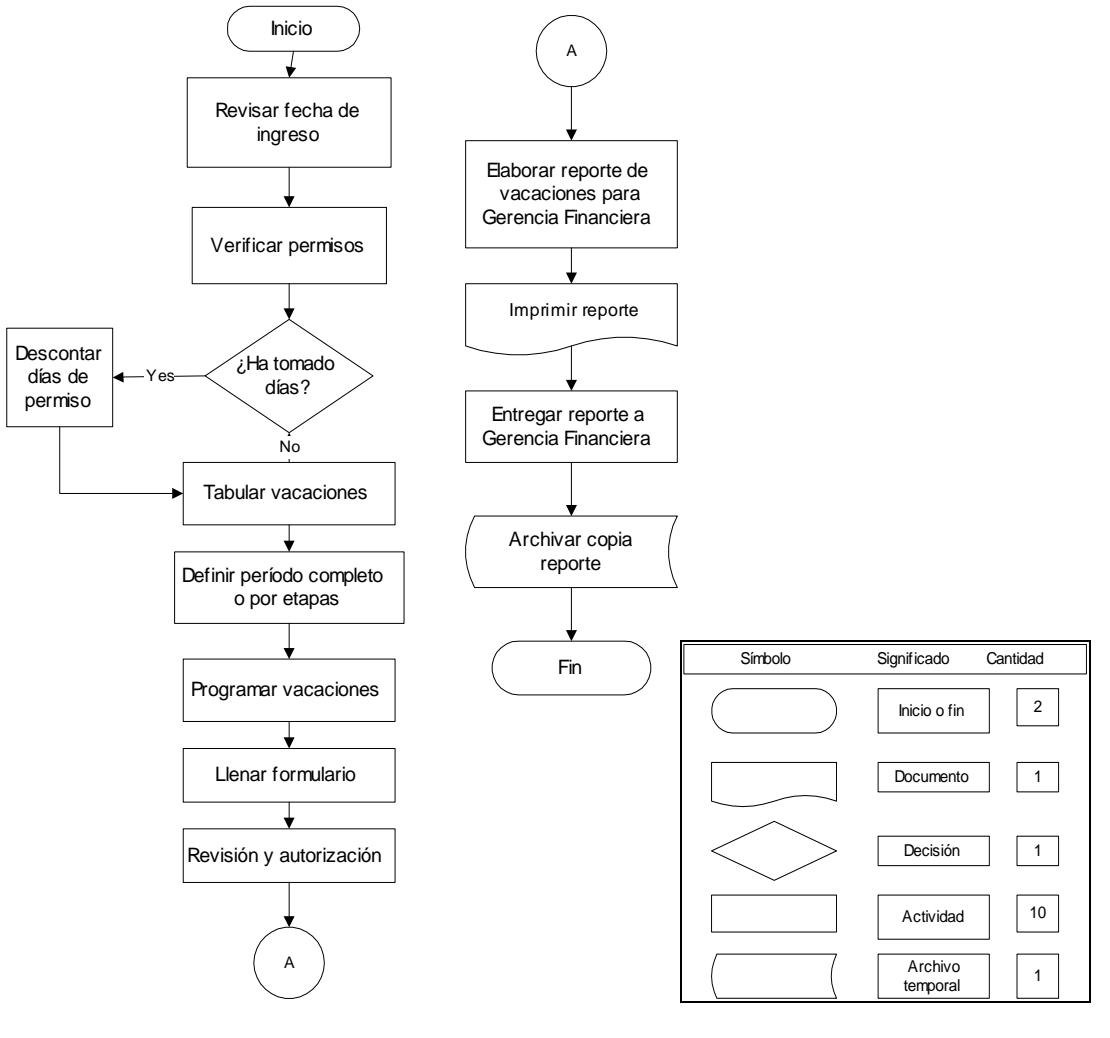 Inicio
Revisar fecha de
ingreso
Verificar permisos
¿Ha tomado
días?
Yes
Descontar
días de
permiso
No
Tabular vacaciones
Definir período completo
o por etapas
Programar vacaciones
Llenar formulario
Revisión y autorización
A
A
Elaborar reporte de
vacaciones para
Gerencia Financiera
Imprimir reporte
Entregar reporte a
Gerencia Financiera
Archivar copia
reporte
Fin
Símbolo Significado Cantidad
Inicio o fin 2
Documento 1
Decisión 1
Actividad 10
Archivo
temporal 1